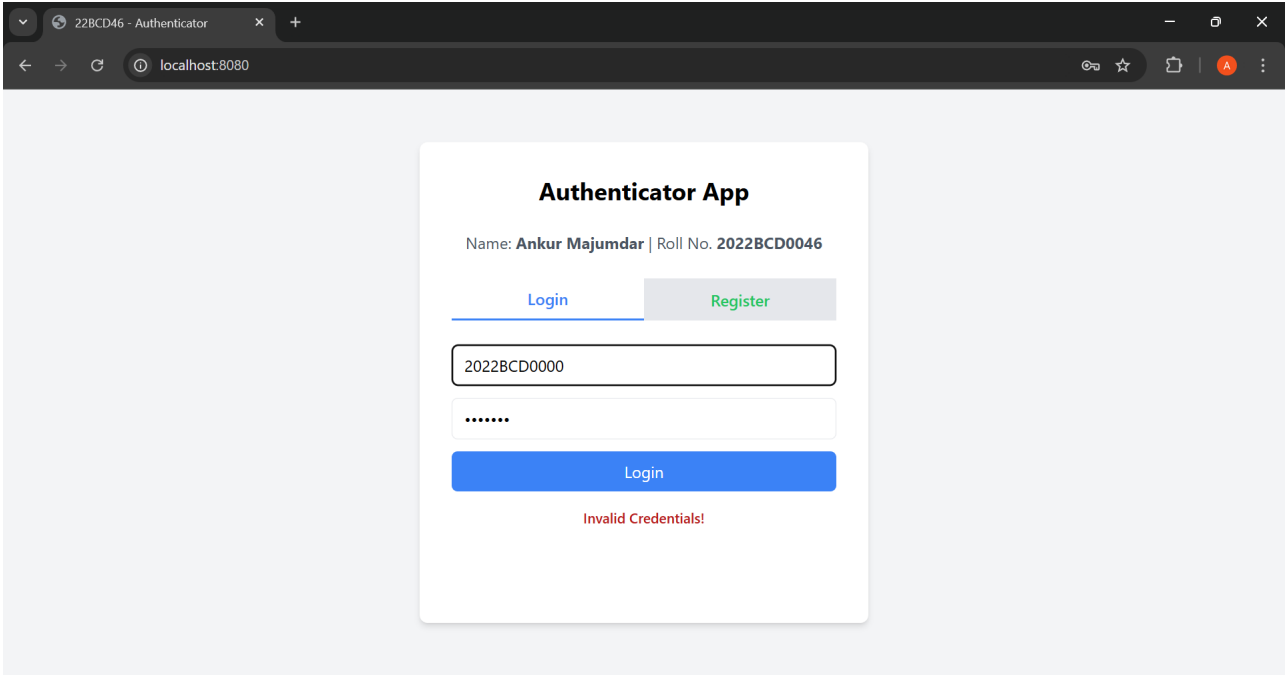 22BCD46 - Authenticator
localhost:8080
A
Authenticator App
Name: Ankur Majumdar | Roll No. 2022BCD0046
Login Register
2022BCD0000
•••••••
Login
Invalid Credentials!